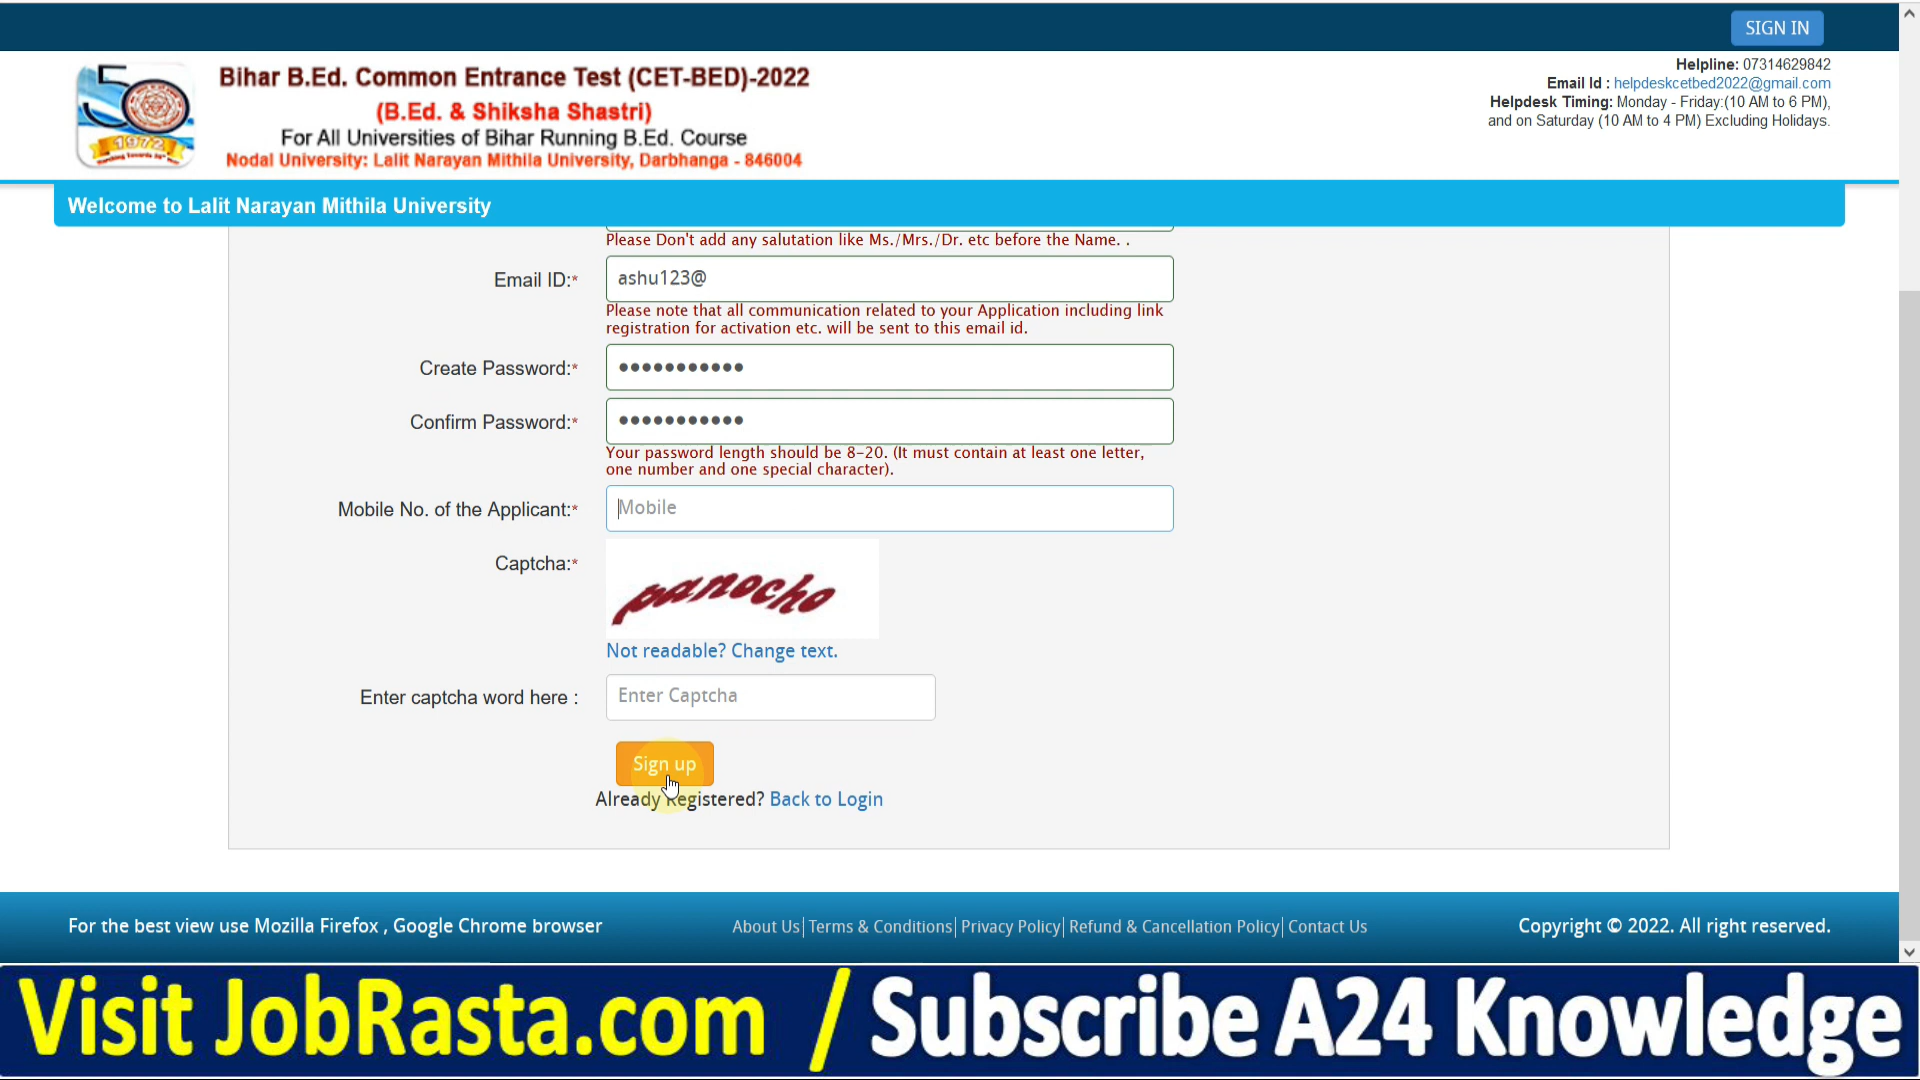 SIGN IN
Bihar B.Ed. Common Entrance Test (CET-BED)-2022
(B.Ed. & Shiksha Shastri)
For All Universities of Bihar Running B.Ed. Course
Nodal University: Lalit Narayan Mithila University, Darbhanga - 846004
50
1972
Helpline: 07314629842
Email Id : helpdeskcetbed2022@gmail.com
Helpdesk Timing: Monday - Friday:(10 AM to 6 PM),
and on Saturday (10 AM to 4 PM) Excluding Holidays.
Welcome to Lalit Narayan Mithila University
Please Don't add any salutation like Ms./Mrs./Dr. etc before the Name. .
Email ID:* ashu123@
Please note that all communication related to your Application including link
registration for activation etc. will be sent to this email id.
Create Password:* •••••••••••
Confirm Password:* •••••••••••
Your password length should be 8-20. (It must contain at least one letter,
one number and one special character).
Mobile No. of the Applicant:* Mobile
Captcha:* panocho
Not readable? Change text.
Enter captcha word here : Enter Captcha
Sign up
Already Registered? Back to Login
For the best view use Mozilla Firefox , Google Chrome browser
About Us| Terms & Conditions| Privacy Policy| Refund & Cancellation Policy| Contact Us
Copyright © 2022. All right reserved.
Visit JobRasta.com / Subscribe A24 Knowledge